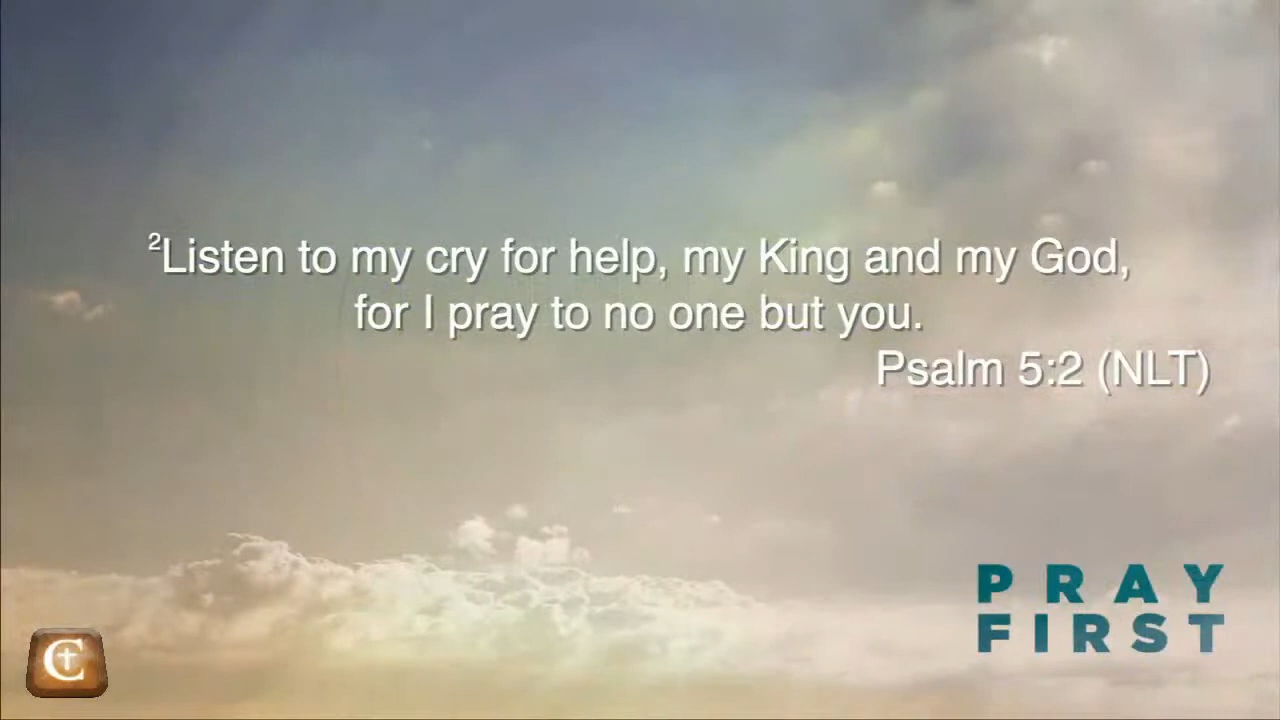 ²Listen to my cry for help, my King and my God,
for I pray to no one but you.
Psalm 5:2 (NLT)
PRAY
FIRST
C